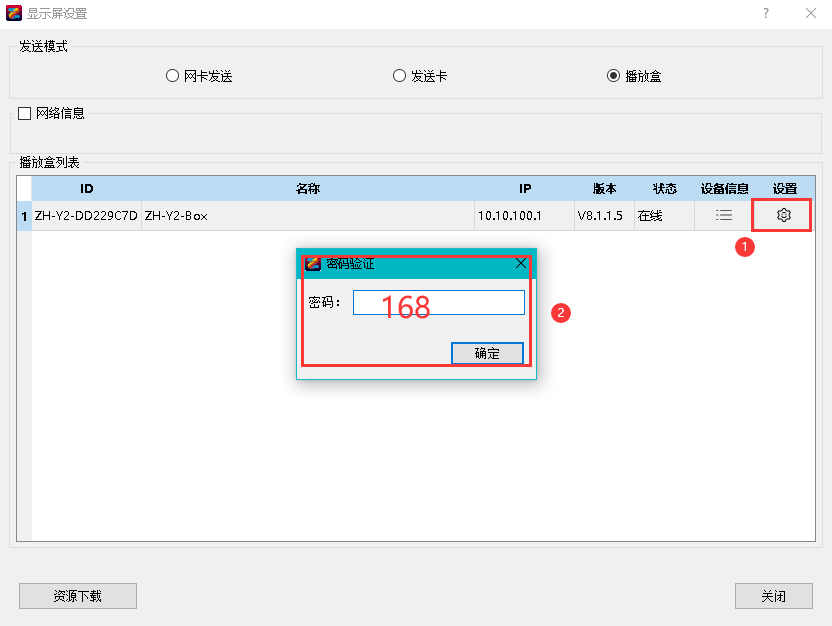 显示屏设置
?
发送模式
网卡发送 发送卡 播放盒
网络信息
播放盒列表
ID 名称 IP 版本 状态 设备信息 设置
1 ZH-Y2-DD229C7D ZH-Y2-Box 10.10.100.1 V8.1.1.5 在线
1
密码验证
密码： 168
2
确定
资源下载 关闭